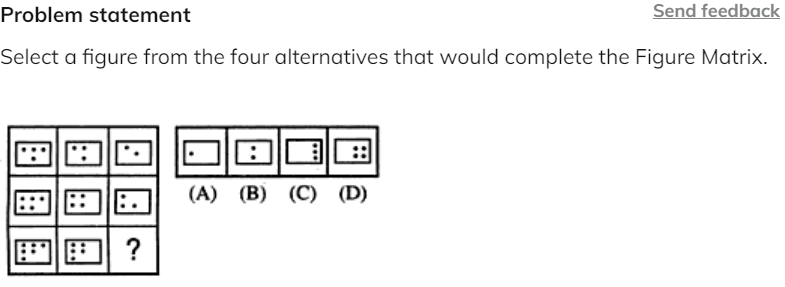 Problem statement
Send feedback
Select a figure from the four alternatives that would complete the Figure Matrix.
?
(A) (B) (C) (D)